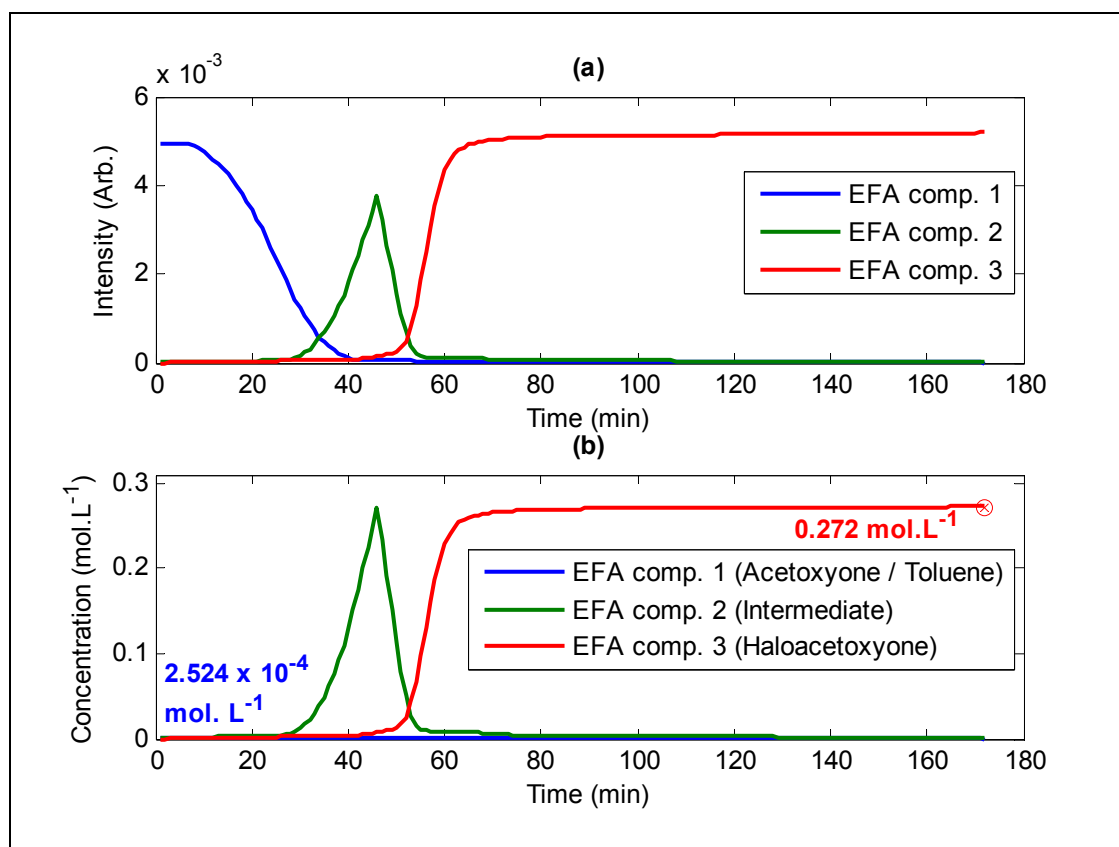 (a)
x 10-3
6
4
2
0
Intensity (Arb.)
EFA comp. 1
EFA comp. 2
EFA comp. 3
0 20 40 60 80 100 120 140 160 180
Time (min)
(b)
0.3
0.2
0.1
0
Concentration (mol.L-1)
0.272 mol.L-1
EFA comp. 1 (Acetoxyone / Toluene)
EFA comp. 2 (Intermediate)
EFA comp. 3 (Haloacetoxyone)
2.524 x 10-4
mol. L-1
0 20 40 60 80 100 120 140 160 180
Time (min)